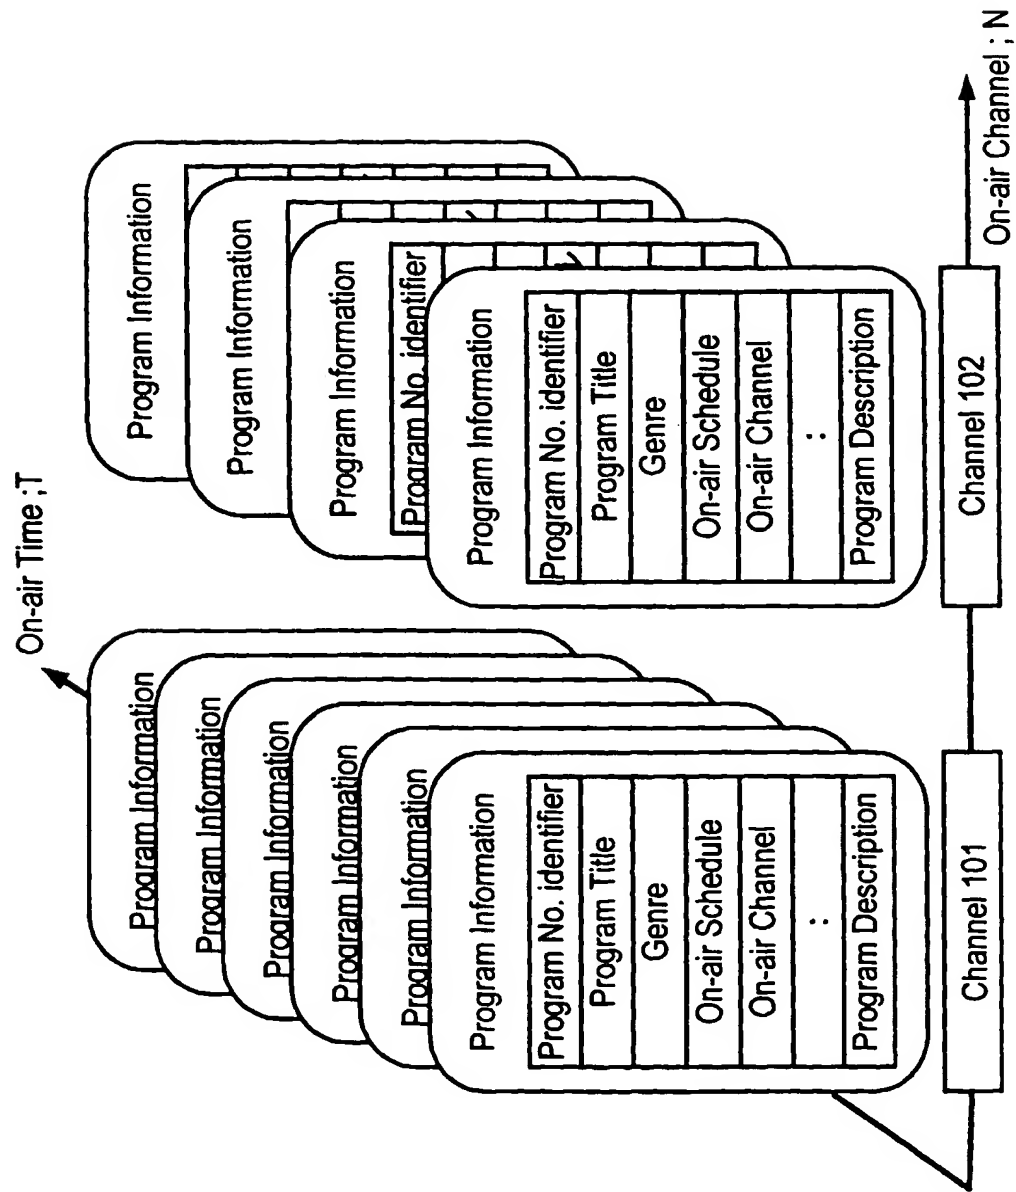 On-air Time ;T
Program Information
Program Information
Program Information
Program Information
Program Information
Program Information
Program No. identifier
Program Title
Genre
On-air Schedule
On-air Channel
:
Program Description
Channel 101
Program Information
Program Information
Program Information
Program No. identifier
Program Information
Program No. identifier
Program Title
Genre
On-air Schedule
On-air Channel
:
Program Description
Channel 102
On-air Channel ; N